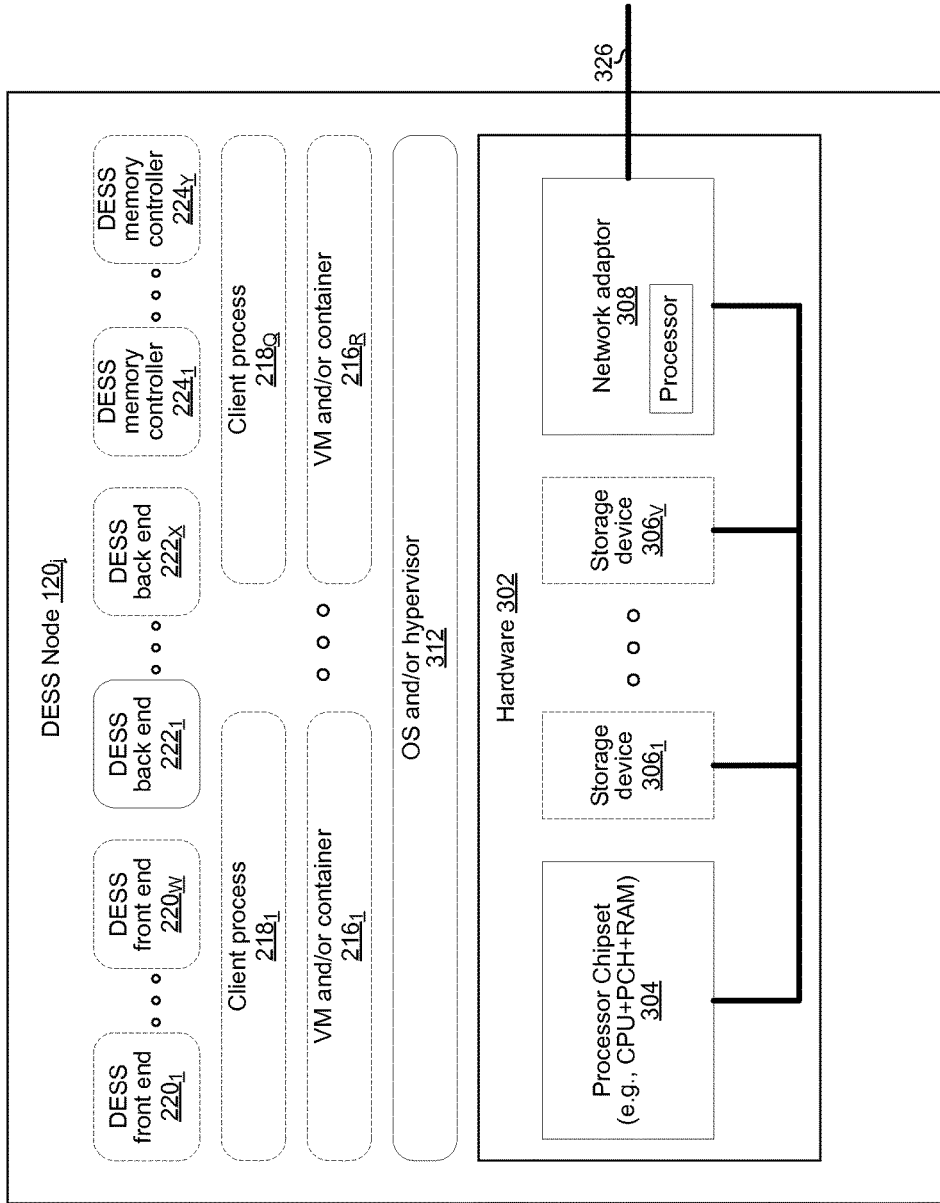 DESS Node 120j
DESS
front end
2201
DESS
front end
220W
DESS
back end
2221
DESS
back end
222X
DESS
memory
controller
2241
DESS
memory
controller
224Y
Client process
2181
Client process
218Q
VM and/or container
2161
VM and/or container
216R
OS and/or hypervisor
312
Hardware 302
Processor Chipset
(e.g., CPU+PCH+RAM)
304
Storage
device
3061
Storage
device
306V
Network adaptor
308
Processor
326